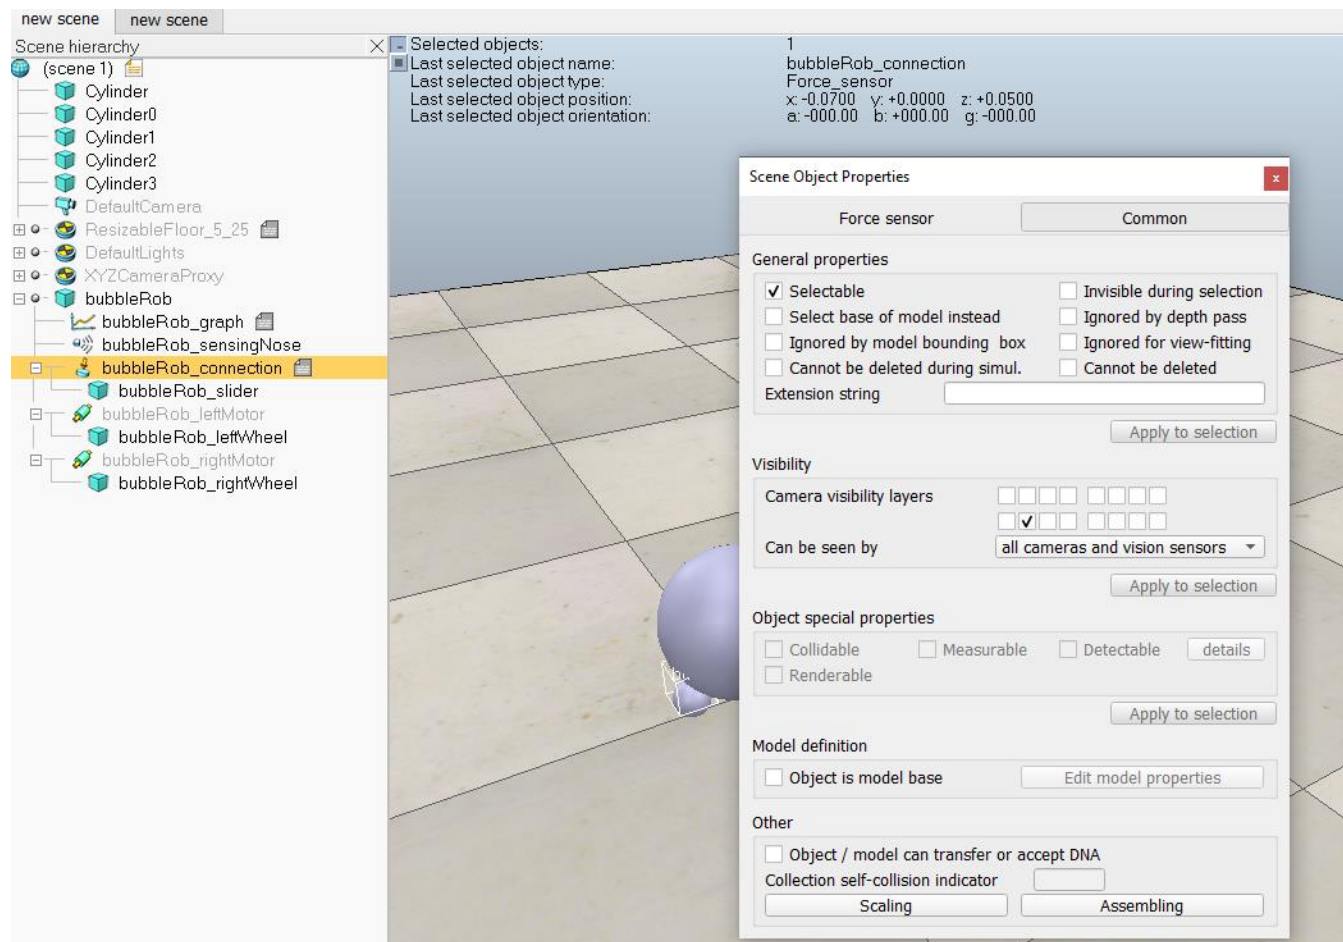 new scene new scene
Scene hierarchy
(scene 1)
Cylinder
Cylinder0
Cylinder1
Cylinder2
Cylinder3
DefaultCamera
ResizableFloor_5_25
DefaultLights
XYZCameraProxy
bubbleRob
bubbleRob_graph
bubbleRob_sensingNose
bubbleRob_connection
bubbleRob_slider
bubbleRob_leftMotor
bubbleRob_leftWheel
bubbleRob_rightMotor
bubbleRob_rightWheel
Selected objects: 1
Last selected object name: bubbleRob_connection
Last selected object type: Force_sensor
Last selected object position: x: -0.0700 y: +0.0000 z: +0.0500
Last selected object orientation: a: -000.00 b: +000.00 g: -000.00
Scene Object Properties
Force sensor Common
General properties
Selectable Invisible during selection
Select base of model instead Ignored by depth pass
Ignored by model bounding box Ignored for view-fitting
Cannot be deleted during simul. Cannot be deleted
Extension string
Apply to selection
Visibility
Camera visibility layers
Can be seen by all cameras and vision sensors
Apply to selection
Object special properties
Collidable Measurable Detectable details
Renderable
Apply to selection
Model definition
Object is model base Edit model properties
Other
Object / model can transfer or accept DNA
Collection self-collision indicator
Scaling Assembling